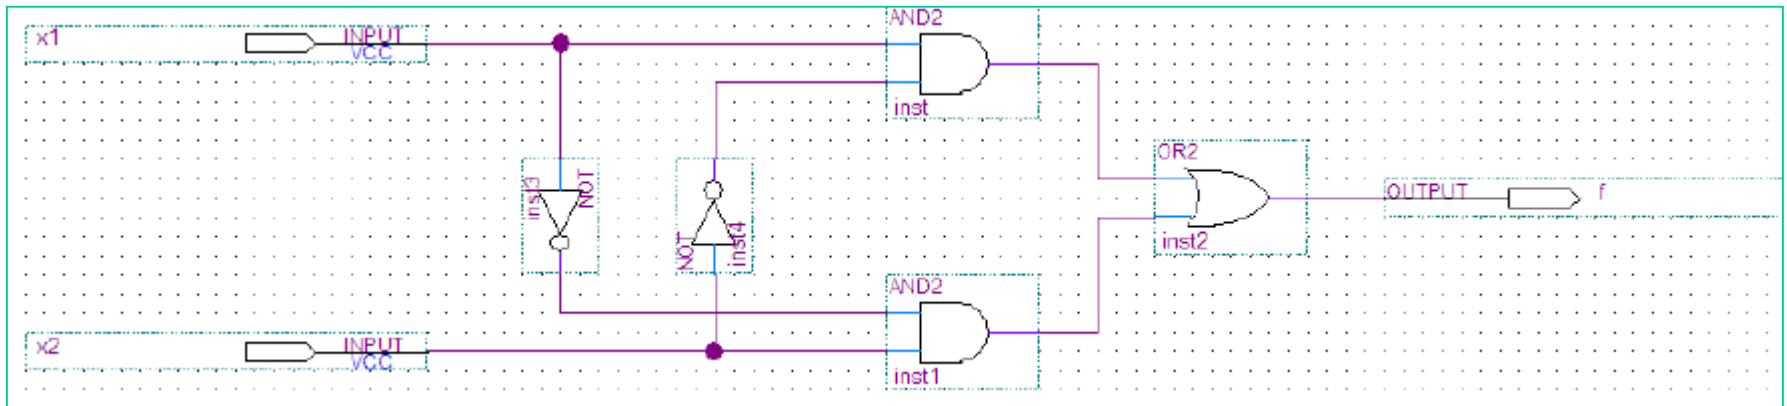 AND2
x1
INPUT
VCC
inst
OR2
inst3
NOT
NOT
inst4
OUTPUT
f
inst2
AND2
x2
INPUT
VCC
inst1